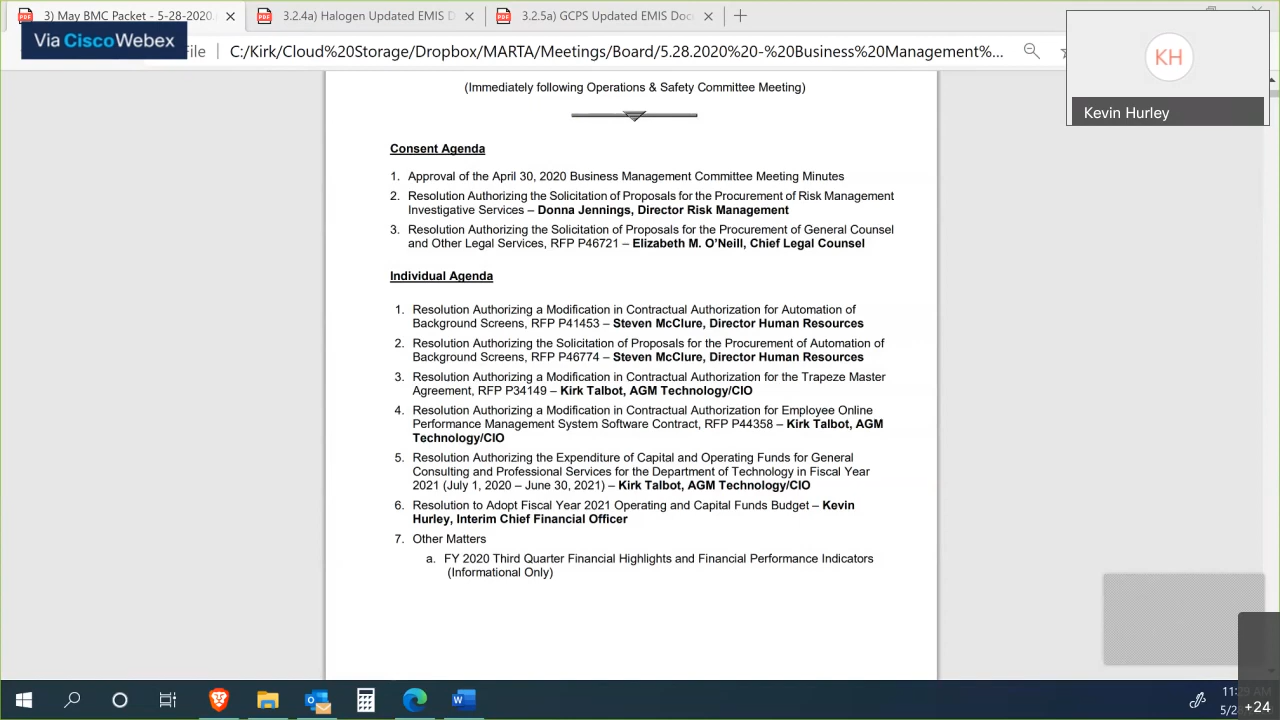 3) May BMC Packet - 5-28-2020
3.2.4a) Halogen Updated EMIS D
3.2.5a) GCPS Updated EMIS Doc
Via CiscoWebex
File
C:/Kirk/Cloud%20Storage/Dropbox/MARTA/Meetings/Board/5.28.2020%20-%20Business%20Management%...
KH
Kevin Hurley
(Immediately following Operations & Safety Committee Meeting)
Consent Agenda
1. Approval of the April 30, 2020 Business Management Committee Meeting Minutes
2. Resolution Authorizing the Solicitation of Proposals for the Procurement of Risk Management
Investigative Services – Donna Jennings, Director Risk Management
3. Resolution Authorizing the Solicitation of Proposals for the Procurement of General Counsel
and Other Legal Services, RFP P46721 – Elizabeth M. O’Neill, Chief Legal Counsel
Individual Agenda
1. Resolution Authorizing a Modification in Contractual Authorization for Automation of
Background Screens, RFP P41453 – Steven McClure, Director Human Resources
2. Resolution Authorizing the Solicitation of Proposals for the Procurement of Automation of
Background Screens, RFP P46774 – Steven McClure, Director Human Resources
3. Resolution Authorizing a Modification in Contractual Authorization for the Trapeze Master
Agreement, RFP P34149 – Kirk Talbot, AGM Technology/CIO
4. Resolution Authorizing a Modification in Contractual Authorization for Employee Online
Performance Management System Software Contract, RFP P44358 – Kirk Talbot, AGM
Technology/CIO
5. Resolution Authorizing the Expenditure of Capital and Operating Funds for General
Consulting and Professional Services for the Department of Technology in Fiscal Year
2021 (July 1, 2020 – June 30, 2021) – Kirk Talbot, AGM Technology/CIO
6. Resolution to Adopt Fiscal Year 2021 Operating and Capital Funds Budget – Kevin
Hurley, Interim Chief Financial Officer
7. Other Matters
a. FY 2020 Third Quarter Financial Highlights and Financial Performance Indicators
(Informational Only)
+24